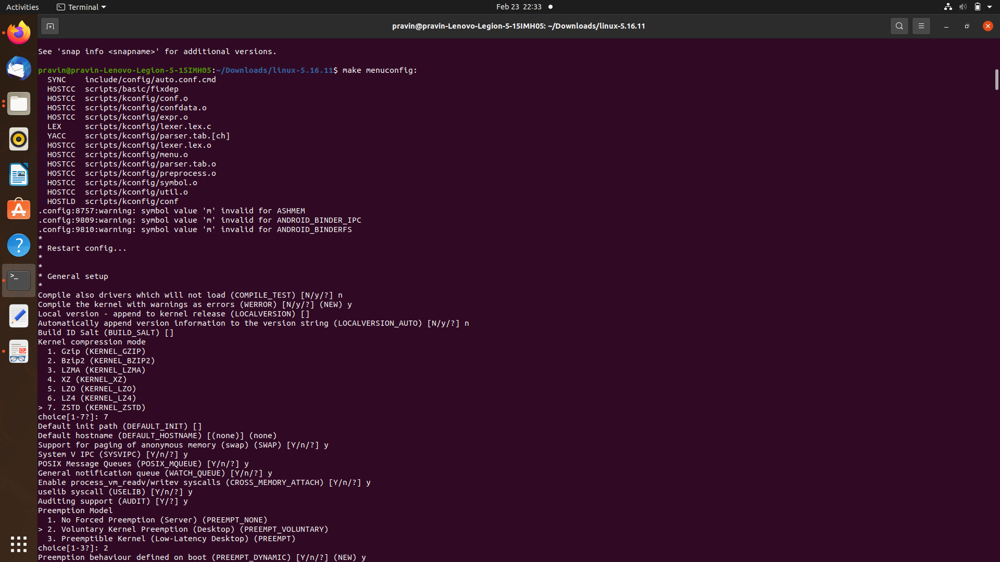 Activities
Terminal
Feb 23 22:33
pravin@pravin-Lenovo-Legion-5-15IMH05: ~/Downloads/linux-5.16.11
See 'snap info <snapname>' for additional versions.
pravin@pravin-Lenovo-Legion-5-15IMH05:~/Downloads/linux-5.16.11$ make menuconfig:
  SYNC    include/config/auto.conf.cmd
  HOSTCC  scripts/basic/fixdep
  HOSTCC  scripts/kconfig/conf.o
  HOSTCC  scripts/kconfig/confdata.o
  HOSTCC  scripts/kconfig/expr.o
  LEX     scripts/kconfig/lexer.lex.c
  YACC    scripts/kconfig/parser.tab.[ch]
  HOSTCC  scripts/kconfig/lexer.lex.o
  HOSTCC  scripts/kconfig/menu.o
  HOSTCC  scripts/kconfig/parser.tab.o
  HOSTCC  scripts/kconfig/preprocess.o
  HOSTCC  scripts/kconfig/symbol.o
  HOSTCC  scripts/kconfig/util.o
  HOSTLD  scripts/kconfig/conf
.config:8757:warning: symbol value 'm' invalid for ASHMEM
.config:9809:warning: symbol value 'm' invalid for ANDROID_BINDER_IPC
.config:9810:warning: symbol value 'm' invalid for ANDROID_BINDERFS
*
* Restart config...
*
*
* General setup
*
Compile also drivers which will not load (COMPILE_TEST) [N/y/?] n
Compile the kernel with warnings as errors (WERROR) [N/y/?] (NEW) y
Local version - append to kernel release (LOCALVERSION) []
Automatically append version information to the version string (LOCALVERSION_AUTO) [N/y/?] n
Build ID Salt (BUILD_SALT) []
Kernel compression mode
  1. Gzip (KERNEL_GZIP)
  2. Bzip2 (KERNEL_BZIP2)
  3. LZMA (KERNEL_LZMA)
  4. XZ (KERNEL_XZ)
  5. LZO (KERNEL_LZO)
  6. LZ4 (KERNEL_LZ4)
> 7. ZSTD (KERNEL_ZSTD)
choice[1-7?]: 7
Default init path (DEFAULT_INIT) []
Default hostname (DEFAULT_HOSTNAME) [(none)] (none)
Support for paging of anonymous memory (swap) (SWAP) [Y/n/?] y
System V IPC (SYSVIPC) [Y/n/?] y
POSIX Message Queues (POSIX_MQUEUE) [Y/n/?] y
General notification queue (WATCH_QUEUE) [Y/n/?] y
Enable process_vm_readv/writev syscalls (CROSS_MEMORY_ATTACH) [Y/n/?] y
uselib syscall (USELIB) [Y/n/?] y
Auditing support (AUDIT) [Y/?] y
Preemption Model
  1. No Forced Preemption (Server) (PREEMPT_NONE)
> 2. Voluntary Kernel Preemption (Desktop) (PREEMPT_VOLUNTARY)
  3. Preemptible Kernel (Low-Latency Desktop) (PREEMPT)
choice[1-3?]: 2
Preemption behaviour defined on boot (PREEMPT_DYNAMIC) [Y/n/?] (NEW) y